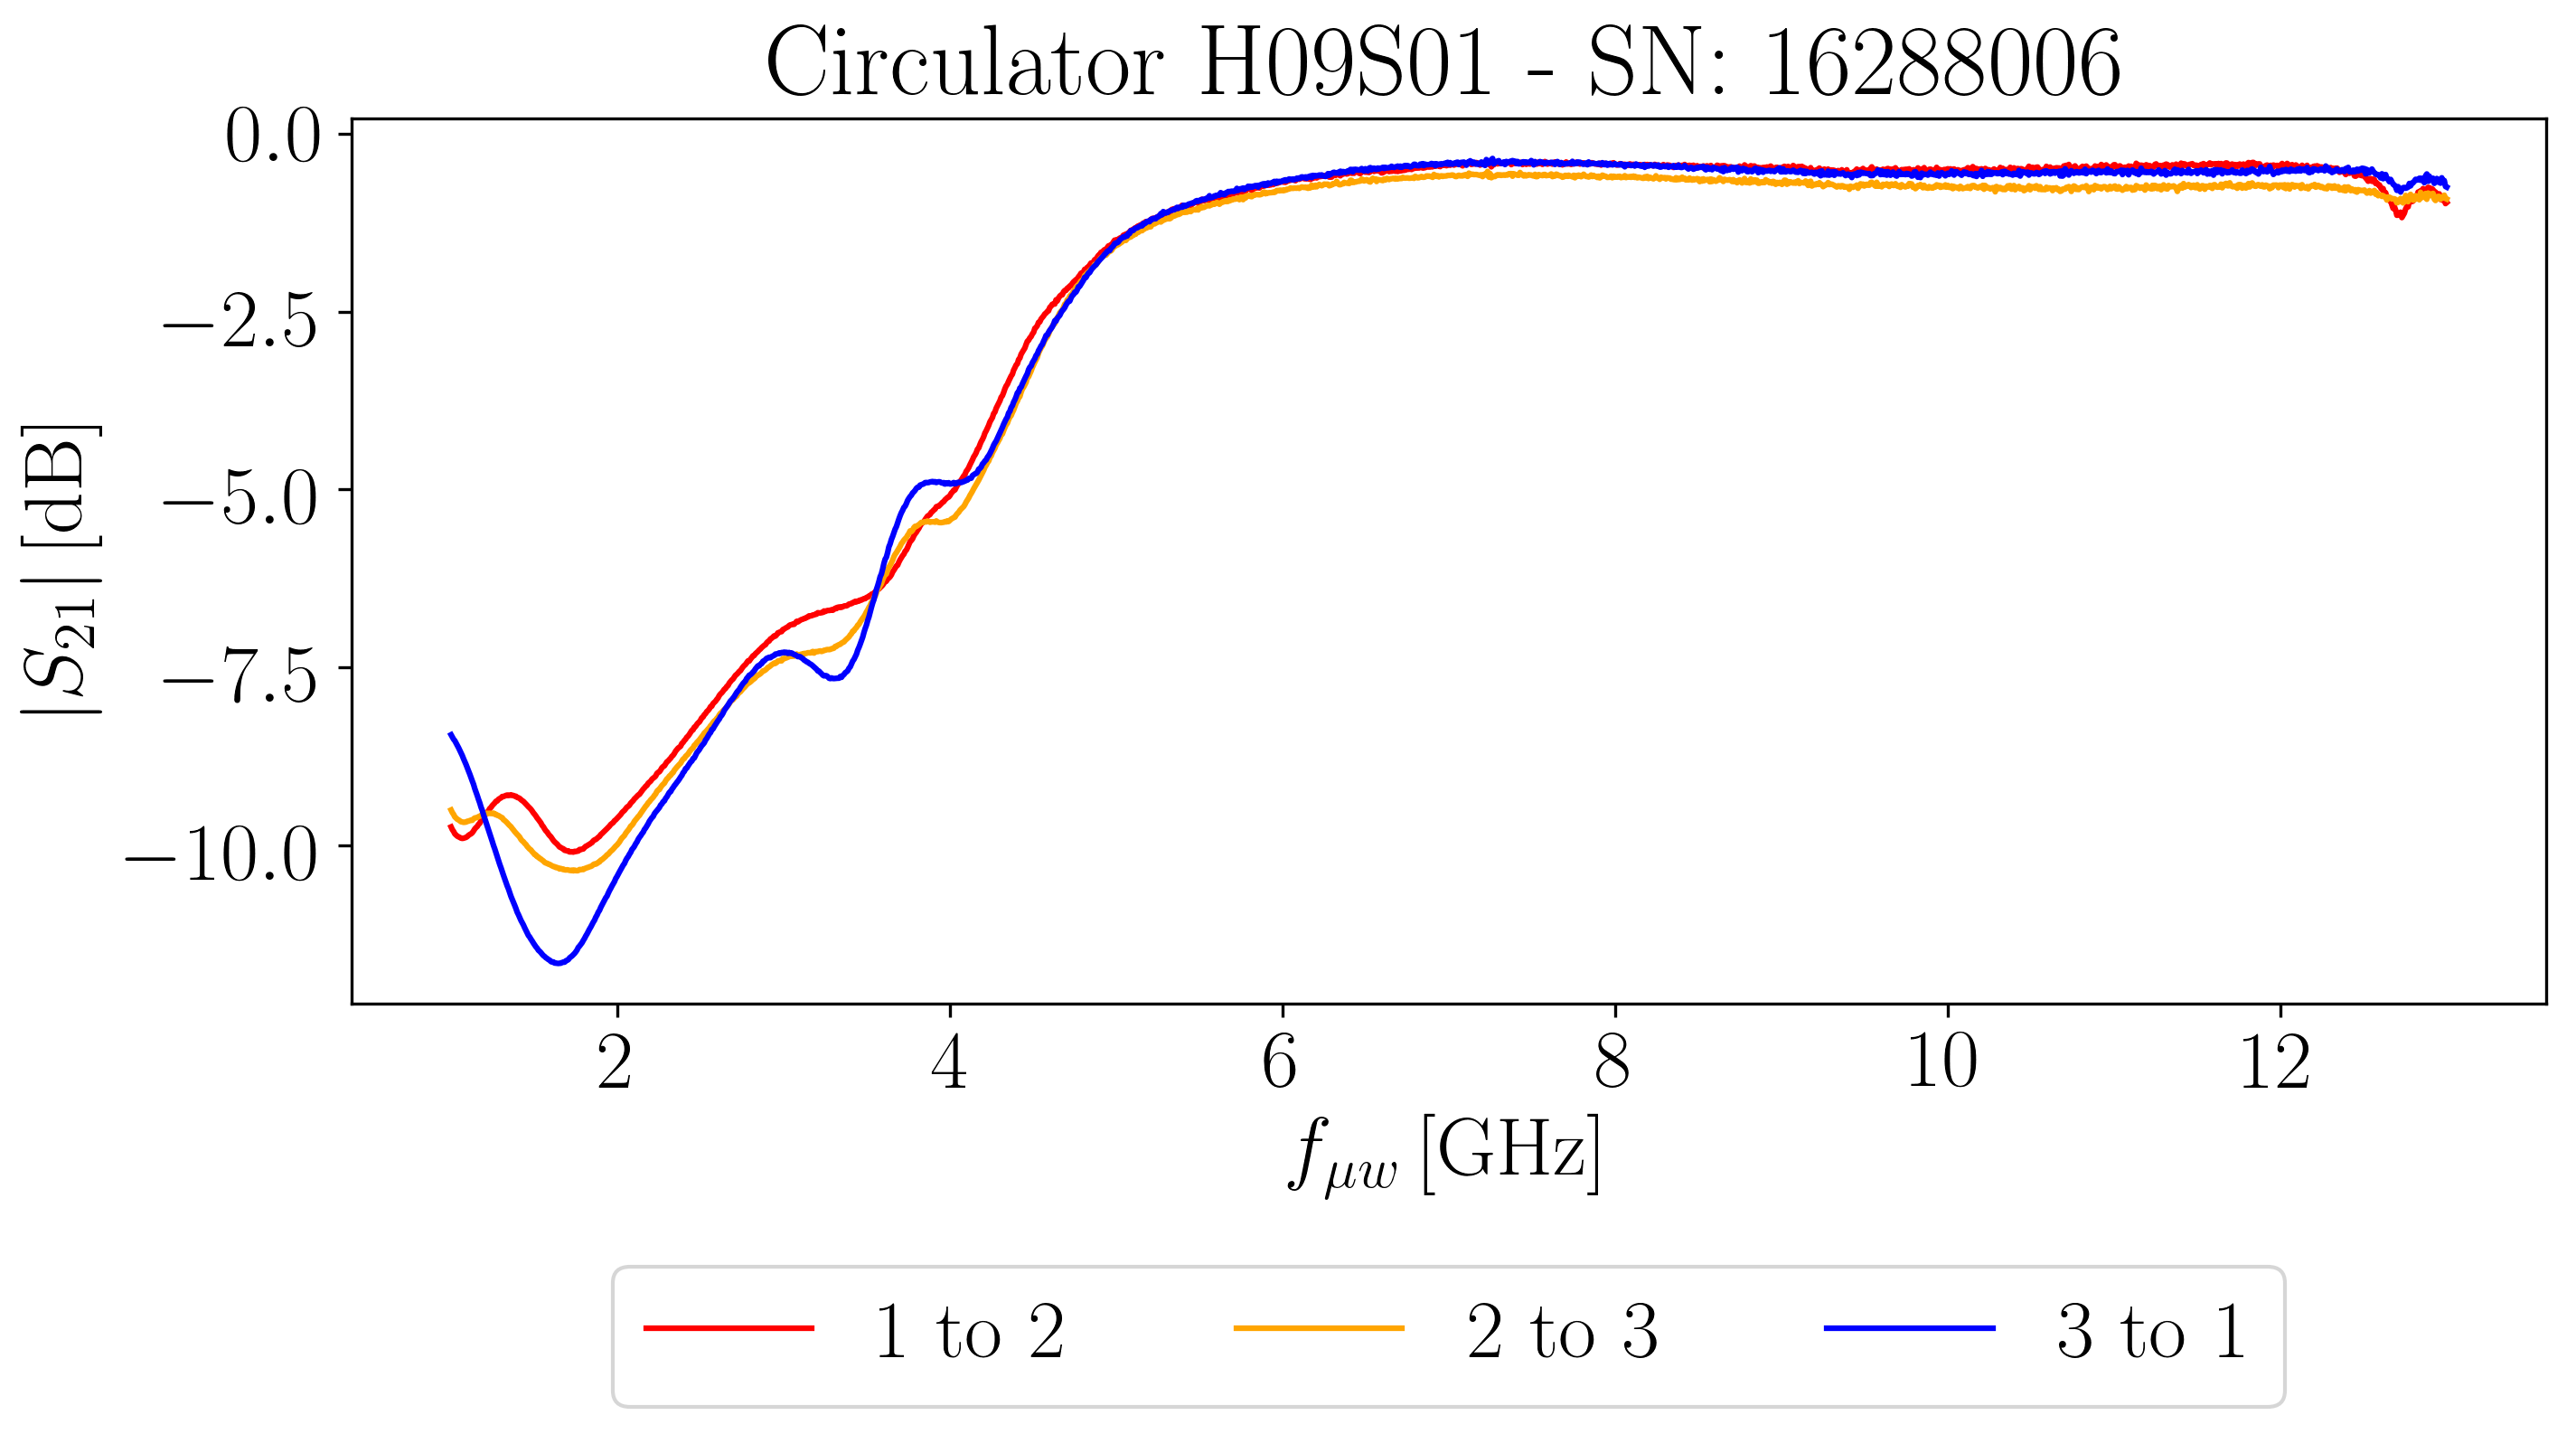 Circulator H09S01 - SN: 16288006
|S₂₁| [dB]
0.0
−2.5
−5.0
−7.5
−10.0
2 4 6 8 10 12
f_μw [GHz]
1 to 2 2 to 3 3 to 1